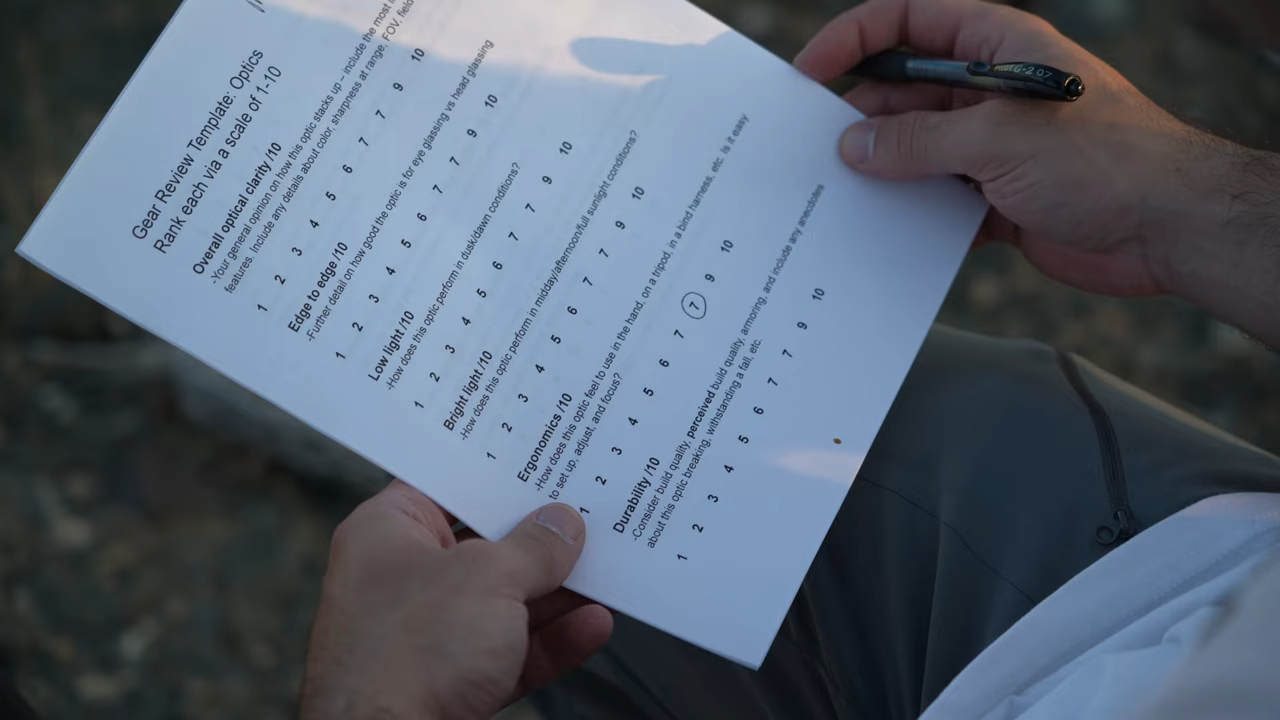 Gear Review Template: Optics
Rank each via a scale of 1-10
Overall optical clarity /10
-Your general opinion on how this optic stacks up – include the most
features. Include any details about color, sharpness at range, FOV, field
1 2 3 4 5 6 7 7 9 10
Edge to edge /10
-Further detail on how good the optic is for eye glassing vs head glassing
1 2 3 4 5 6 7 7 9 10
Low light /10
-How does this optic perform in dusk/dawn conditions?
1 2 3 4 5 6 7 7 9 10
Bright light /10
-How does this optic perform in midday/afternoon/full sunlight conditions?
1 2 3 4 5 6 7 7 9 10
Ergonomics /10
-How does this optic feel to use in the hand, on a tripod, in a bind harness, etc. Is it easy
to set up, adjust, and focus?
1 2 3 4 5 6 7 7 9 10
Durability /10
-Consider build quality, perceived build quality, armoring, and include any anecdotes
about this optic breaking, withstanding a fall, etc.
1 2 3 4 5 6 7 7 9 10
G-2 07